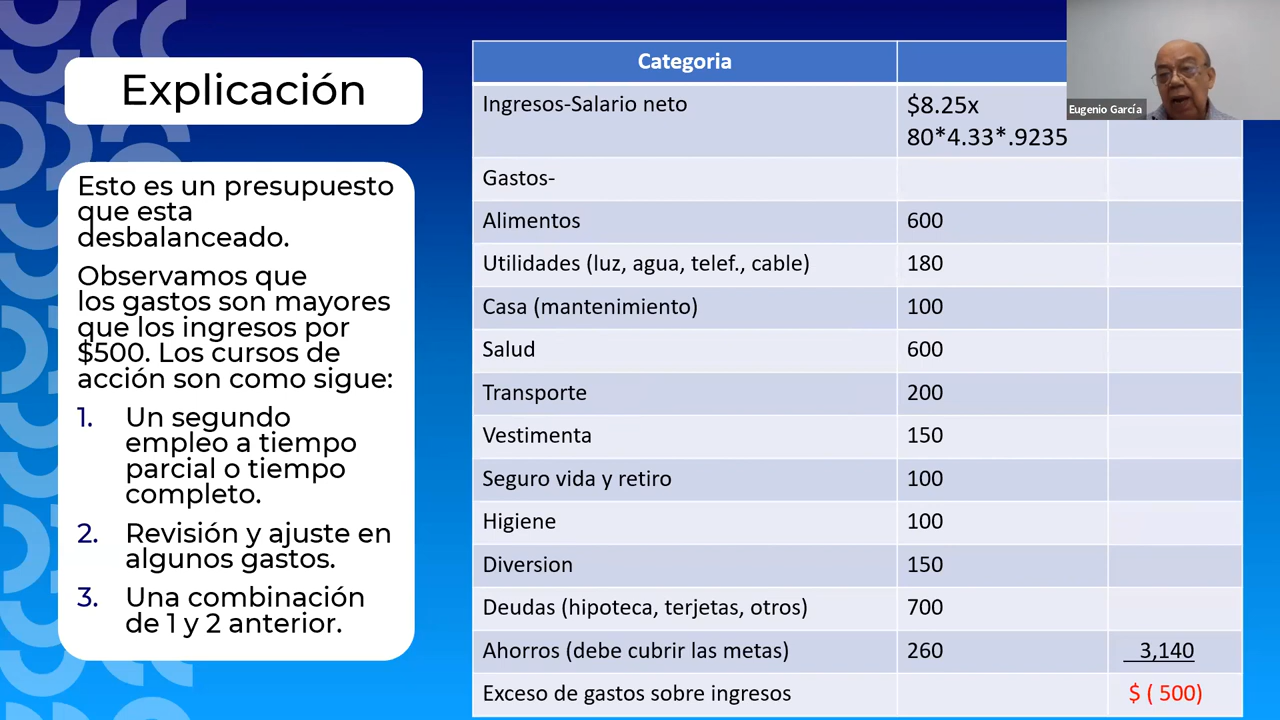 Explicación
Esto es un presupuesto
que esta
desbalanceado.
Observamos que
los gastos son mayores
que los ingresos por
$500. Los cursos de
acción son como sigue:
1. Un segundo
empleo a tiempo
parcial o tiempo
completo.
2. Revisión y ajuste en
algunos gastos.
3. Una combinación
de 1 y 2 anterior.
Categoria
Ingresos-Salario neto $8.25x
80*4.33*.9235
Gastos-
Alimentos 600
Utilidades (luz, agua, telef., cable) 180
Casa (mantenimiento) 100
Salud 600
Transporte 200
Vestimenta 150
Seguro vida y retiro 100
Higiene 100
Diversion 150
Deudas (hipoteca, terjetas, otros) 700
Ahorros (debe cubrir las metas) 260 3,140
Exceso de gastos sobre ingresos $ ( 500)
Eugenio García